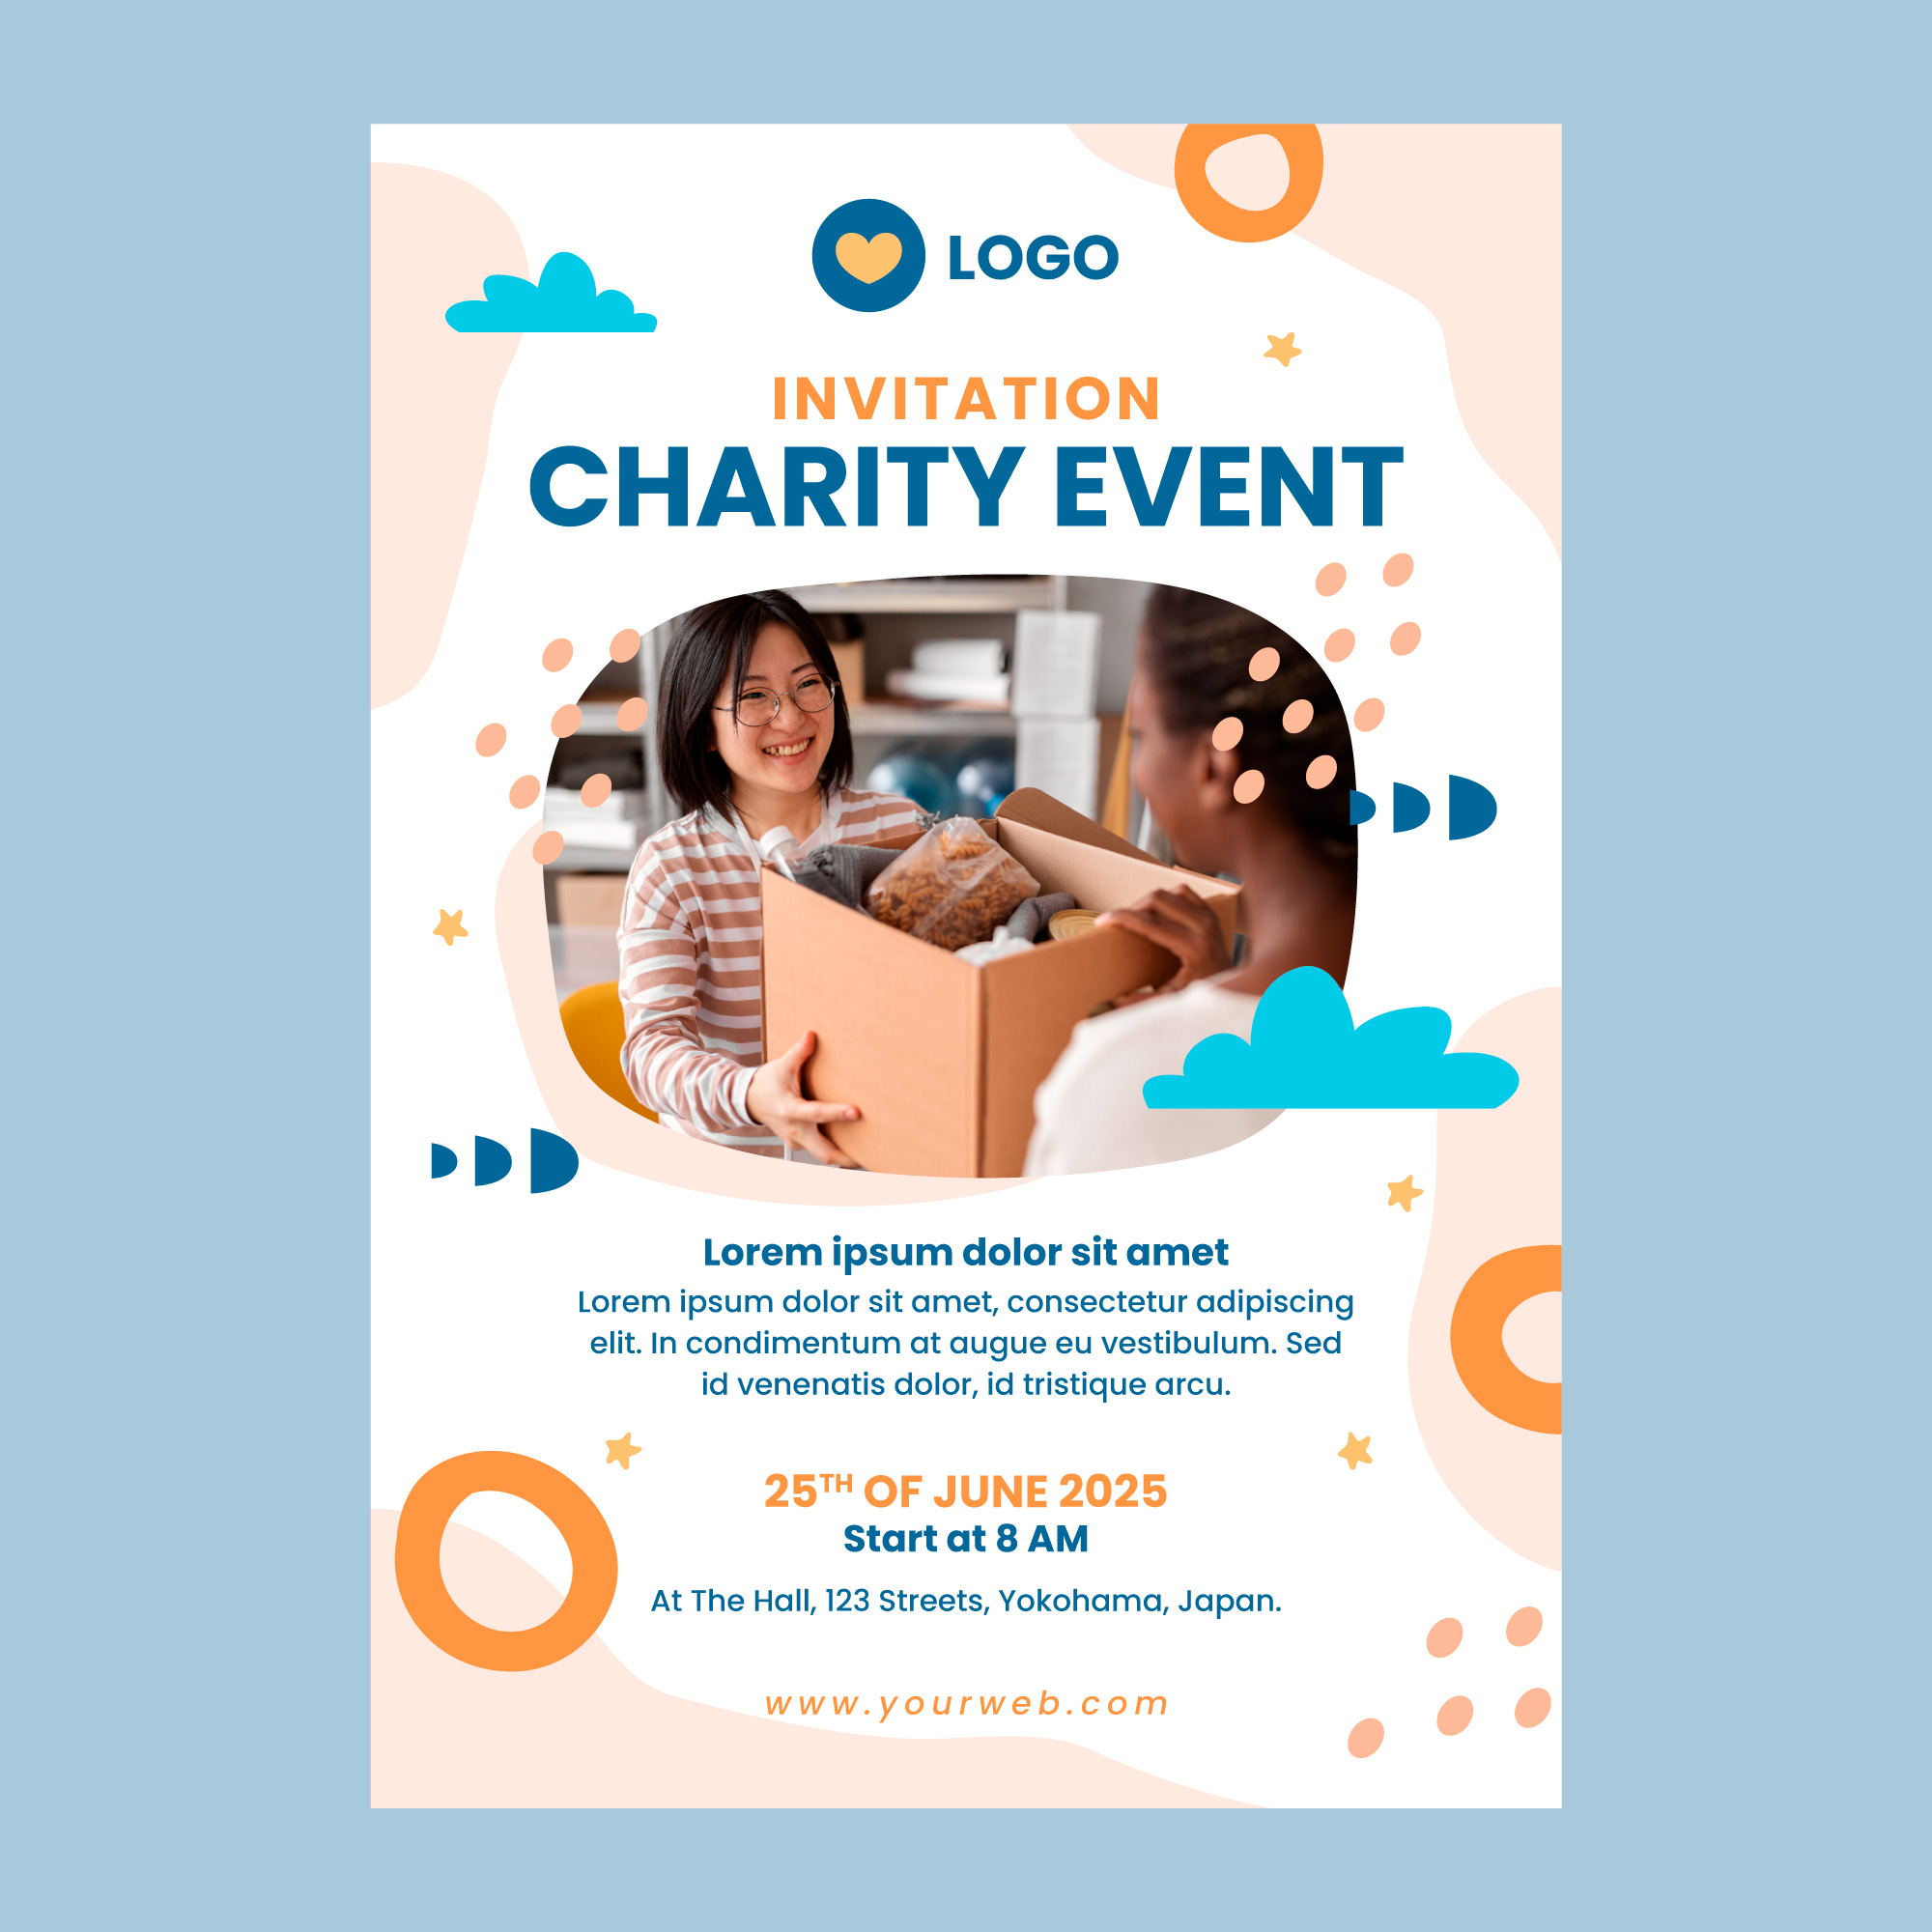 LOGO
INVITATION
CHARITY EVENT
Lorem ipsum dolor sit amet
Lorem ipsum dolor sit amet, consectetur adipiscing
elit. In condimentum at augue eu vestibulum. Sed
id venenatis dolor, id tristique arcu.
25TH OF JUNE 2025
Start at 8 AM
At The Hall, 123 Streets, Yokohama, Japan.
www.yourweb.com